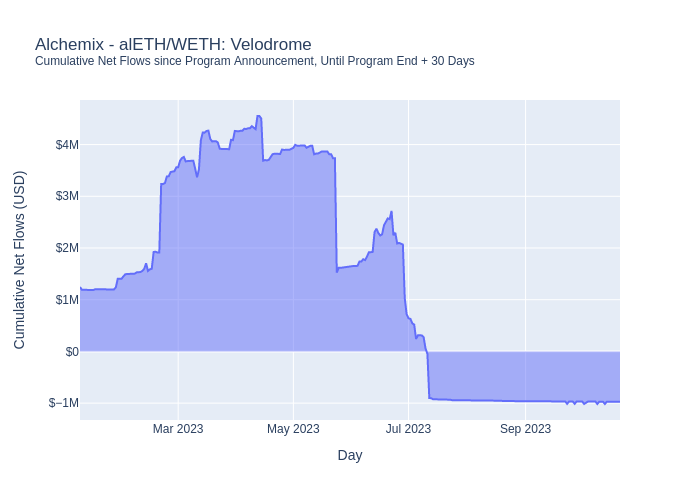 Alchemix - alETH/WETH: Velodrome
Cumulative Net Flows since Program Announcement, Until Program End + 30 Days
Cumulative Net Flows (USD)
$4M
$3M
$2M
$1M
$0
$−1M
Mar 2023
May 2023
Jul 2023
Sep 2023
Day